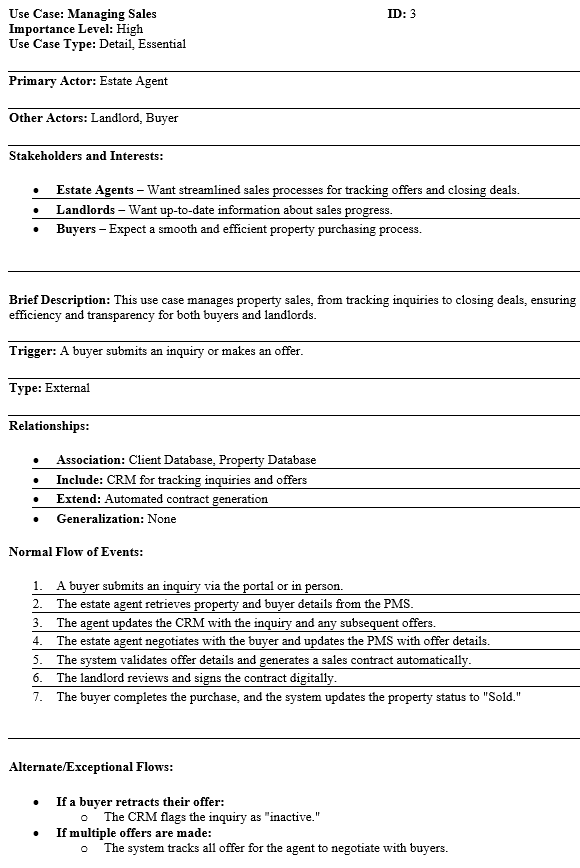 Use Case: Managing Sales ID: 3
Importance Level: High
Use Case Type: Detail, Essential
Primary Actor: Estate Agent
Other Actors: Landlord, Buyer
Stakeholders and Interests:
• Estate Agents – Want streamlined sales processes for tracking offers and closing deals.
• Landlords – Want up-to-date information about sales progress.
• Buyers – Expect a smooth and efficient property purchasing process.
Brief Description: This use case manages property sales, from tracking inquiries to closing deals, ensuring
efficiency and transparency for both buyers and landlords.
Trigger: A buyer submits an inquiry or makes an offer.
Type: External
Relationships:
• Association: Client Database, Property Database
• Include: CRM for tracking inquiries and offers
• Extend: Automated contract generation
• Generalization: None
Normal Flow of Events:
1. A buyer submits an inquiry via the portal or in person.
2. The estate agent retrieves property and buyer details from the PMS.
3. The agent updates the CRM with the inquiry and any subsequent offers.
4. The estate agent negotiates with the buyer and updates the PMS with offer details.
5. The system validates offer details and generates a sales contract automatically.
6. The landlord reviews and signs the contract digitally.
7. The buyer completes the purchase, and the system updates the property status to "Sold."
Alternate/Exceptional Flows:
• If a buyer retracts their offer:
o The CRM flags the inquiry as "inactive."
• If multiple offers are made:
o The system tracks all offer for the agent to negotiate with buyers.